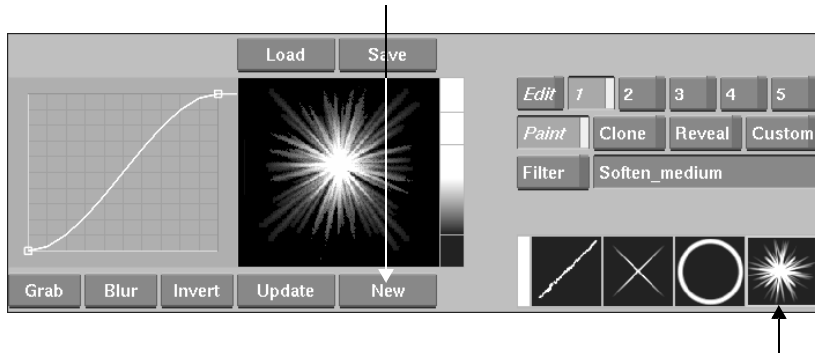 Load Save
Edit 1 2 3 4 5
Paint Clone Reveal Custom
Filter Soften_medium
Grab Blur Invert Update New